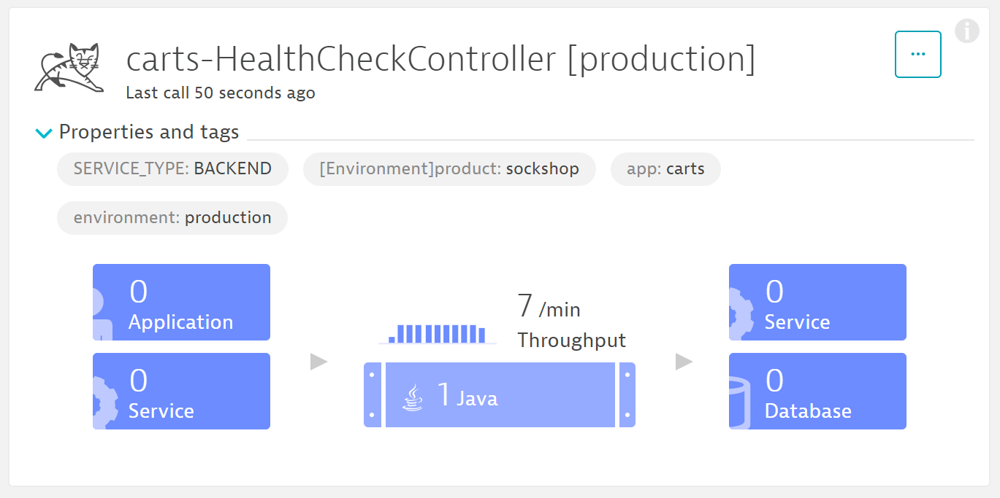 carts-HealthCheckController [production]
...
i
Last call 50 seconds ago
Properties and tags
SERVICE_TYPE: BACKEND
[Environment]product: sockshop
app: carts
environment: production
0
Application
0
Service
7 /min
Throughput
1 Java
0
Service
0
Database